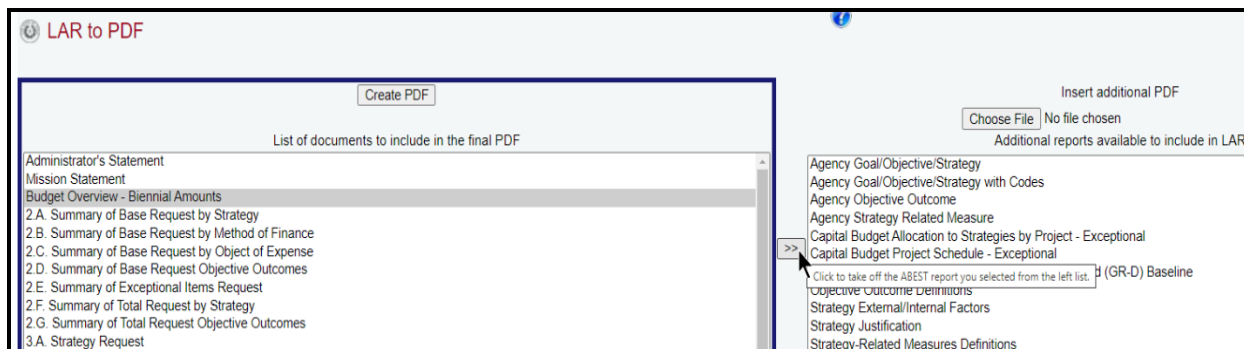 LAR to PDF
?
Create PDF
List of documents to include in the final PDF
Administrator's Statement
Mission Statement
Budget Overview - Biennial Amounts
2.A. Summary of Base Request by Strategy
2.B. Summary of Base Request by Method of Finance
2.C. Summary of Base Request by Object of Expense
2.D. Summary of Base Request Objective Outcomes
2.E. Summary of Exceptional Items Request
2.F. Summary of Total Request by Strategy
2.G. Summary of Total Request Objective Outcomes
3.A. Strategy Request
>>
Insert additional PDF
Choose File No file chosen
Additional reports available to include in LAR
Agency Goal/Objective/Strategy
Agency Goal/Objective/Strategy with Codes
Agency Objective Outcome
Agency Strategy Related Measure
Capital Budget Allocation to Strategies by Project - Exceptional
Capital Budget Project Schedule - Exceptional
Click to take off the ABEST report you selected from the left list.
(GR-D) Baseline
Objective Outcome Definitions
Strategy External/Internal Factors
Strategy Justification
Strategy-Related Measures Definitions